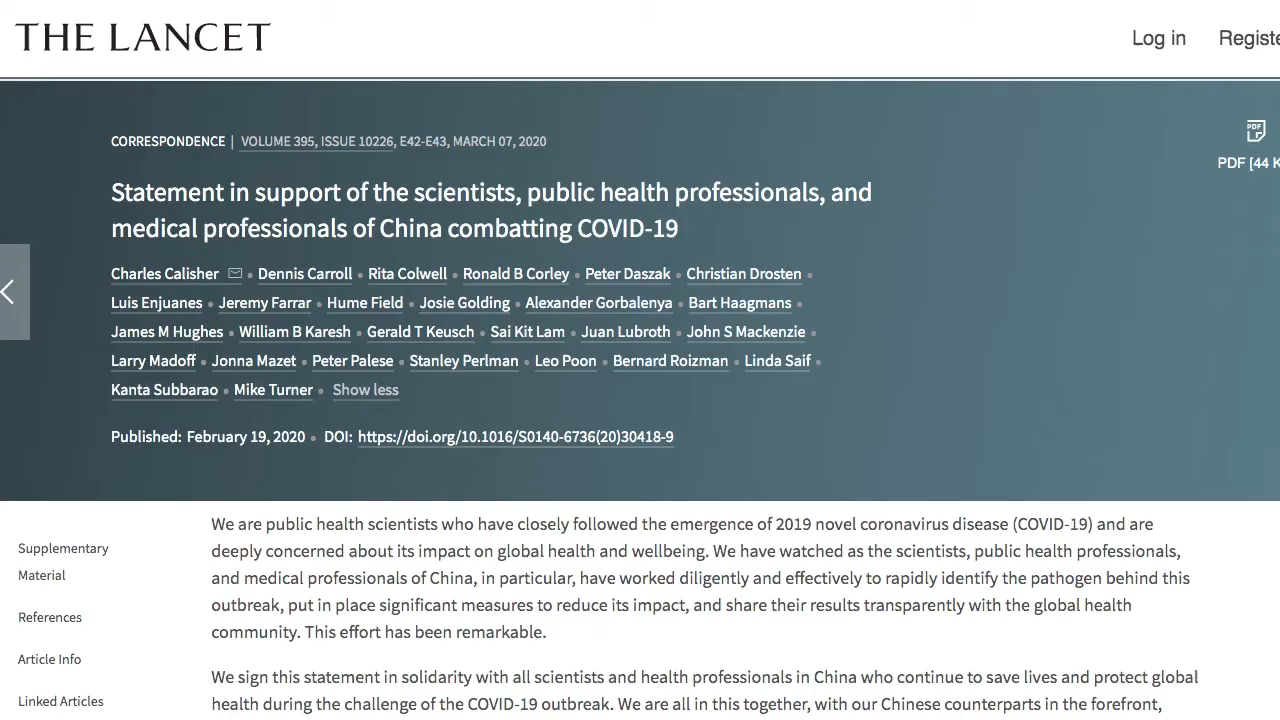 THE LANCET
Log in Registe
CORRESPONDENCE | VOLUME 395, ISSUE 10226, E42-E43, MARCH 07, 2020
PDF
PDF [44 K
Statement in support of the scientists, public health professionals, and
medical professionals of China combatting COVID-19
Charles Calisher • Dennis Carroll • Rita Colwell • Ronald B Corley • Peter Daszak • Christian Drosten •
Luis Enjuanes • Jeremy Farrar • Hume Field • Josie Golding • Alexander Gorbalenya • Bart Haagmans •
James M Hughes • William B Karesh • Gerald T Keusch • Sai Kit Lam • Juan Lubroth • John S Mackenzie •
Larry Madoff • Jonna Mazet • Peter Palese • Stanley Perlman • Leo Poon • Bernard Roizman • Linda Saif •
Kanta Subbarao • Mike Turner • Show less
Published: February 19, 2020 • DOI: https://doi.org/10.1016/S0140-6736(20)30418-9
Supplementary
Material
References
Article Info
Linked Articles
We are public health scientists who have closely followed the emergence of 2019 novel coronavirus disease (COVID-19) and are
deeply concerned about its impact on global health and wellbeing. We have watched as the scientists, public health professionals,
and medical professionals of China, in particular, have worked diligently and effectively to rapidly identify the pathogen behind this
outbreak, put in place significant measures to reduce its impact, and share their results transparently with the global health
community. This effort has been remarkable.
We sign this statement in solidarity with all scientists and health professionals in China who continue to save lives and protect global
health during the challenge of the COVID-19 outbreak. We are all in this together, with our Chinese counterparts in the forefront,